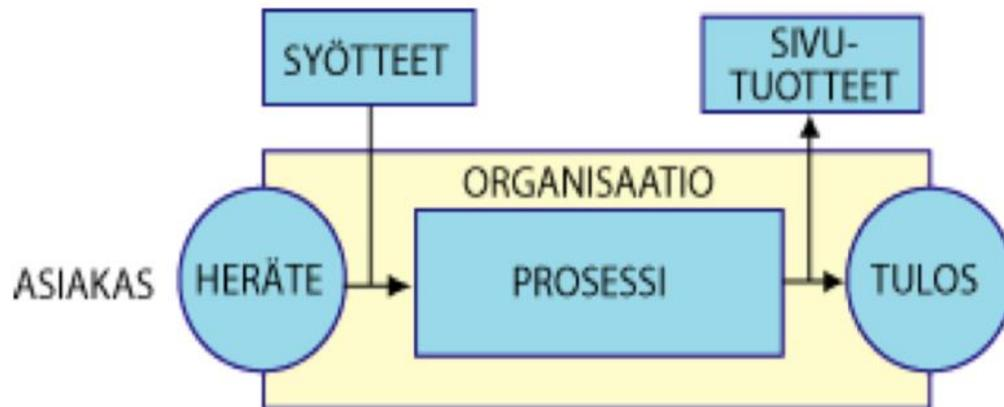 SYÖTTEET
SIVU-
TUOTTEET
ORGANISAATIO
ASIAKAS
HERÄTE
PROSESSI
TULOS